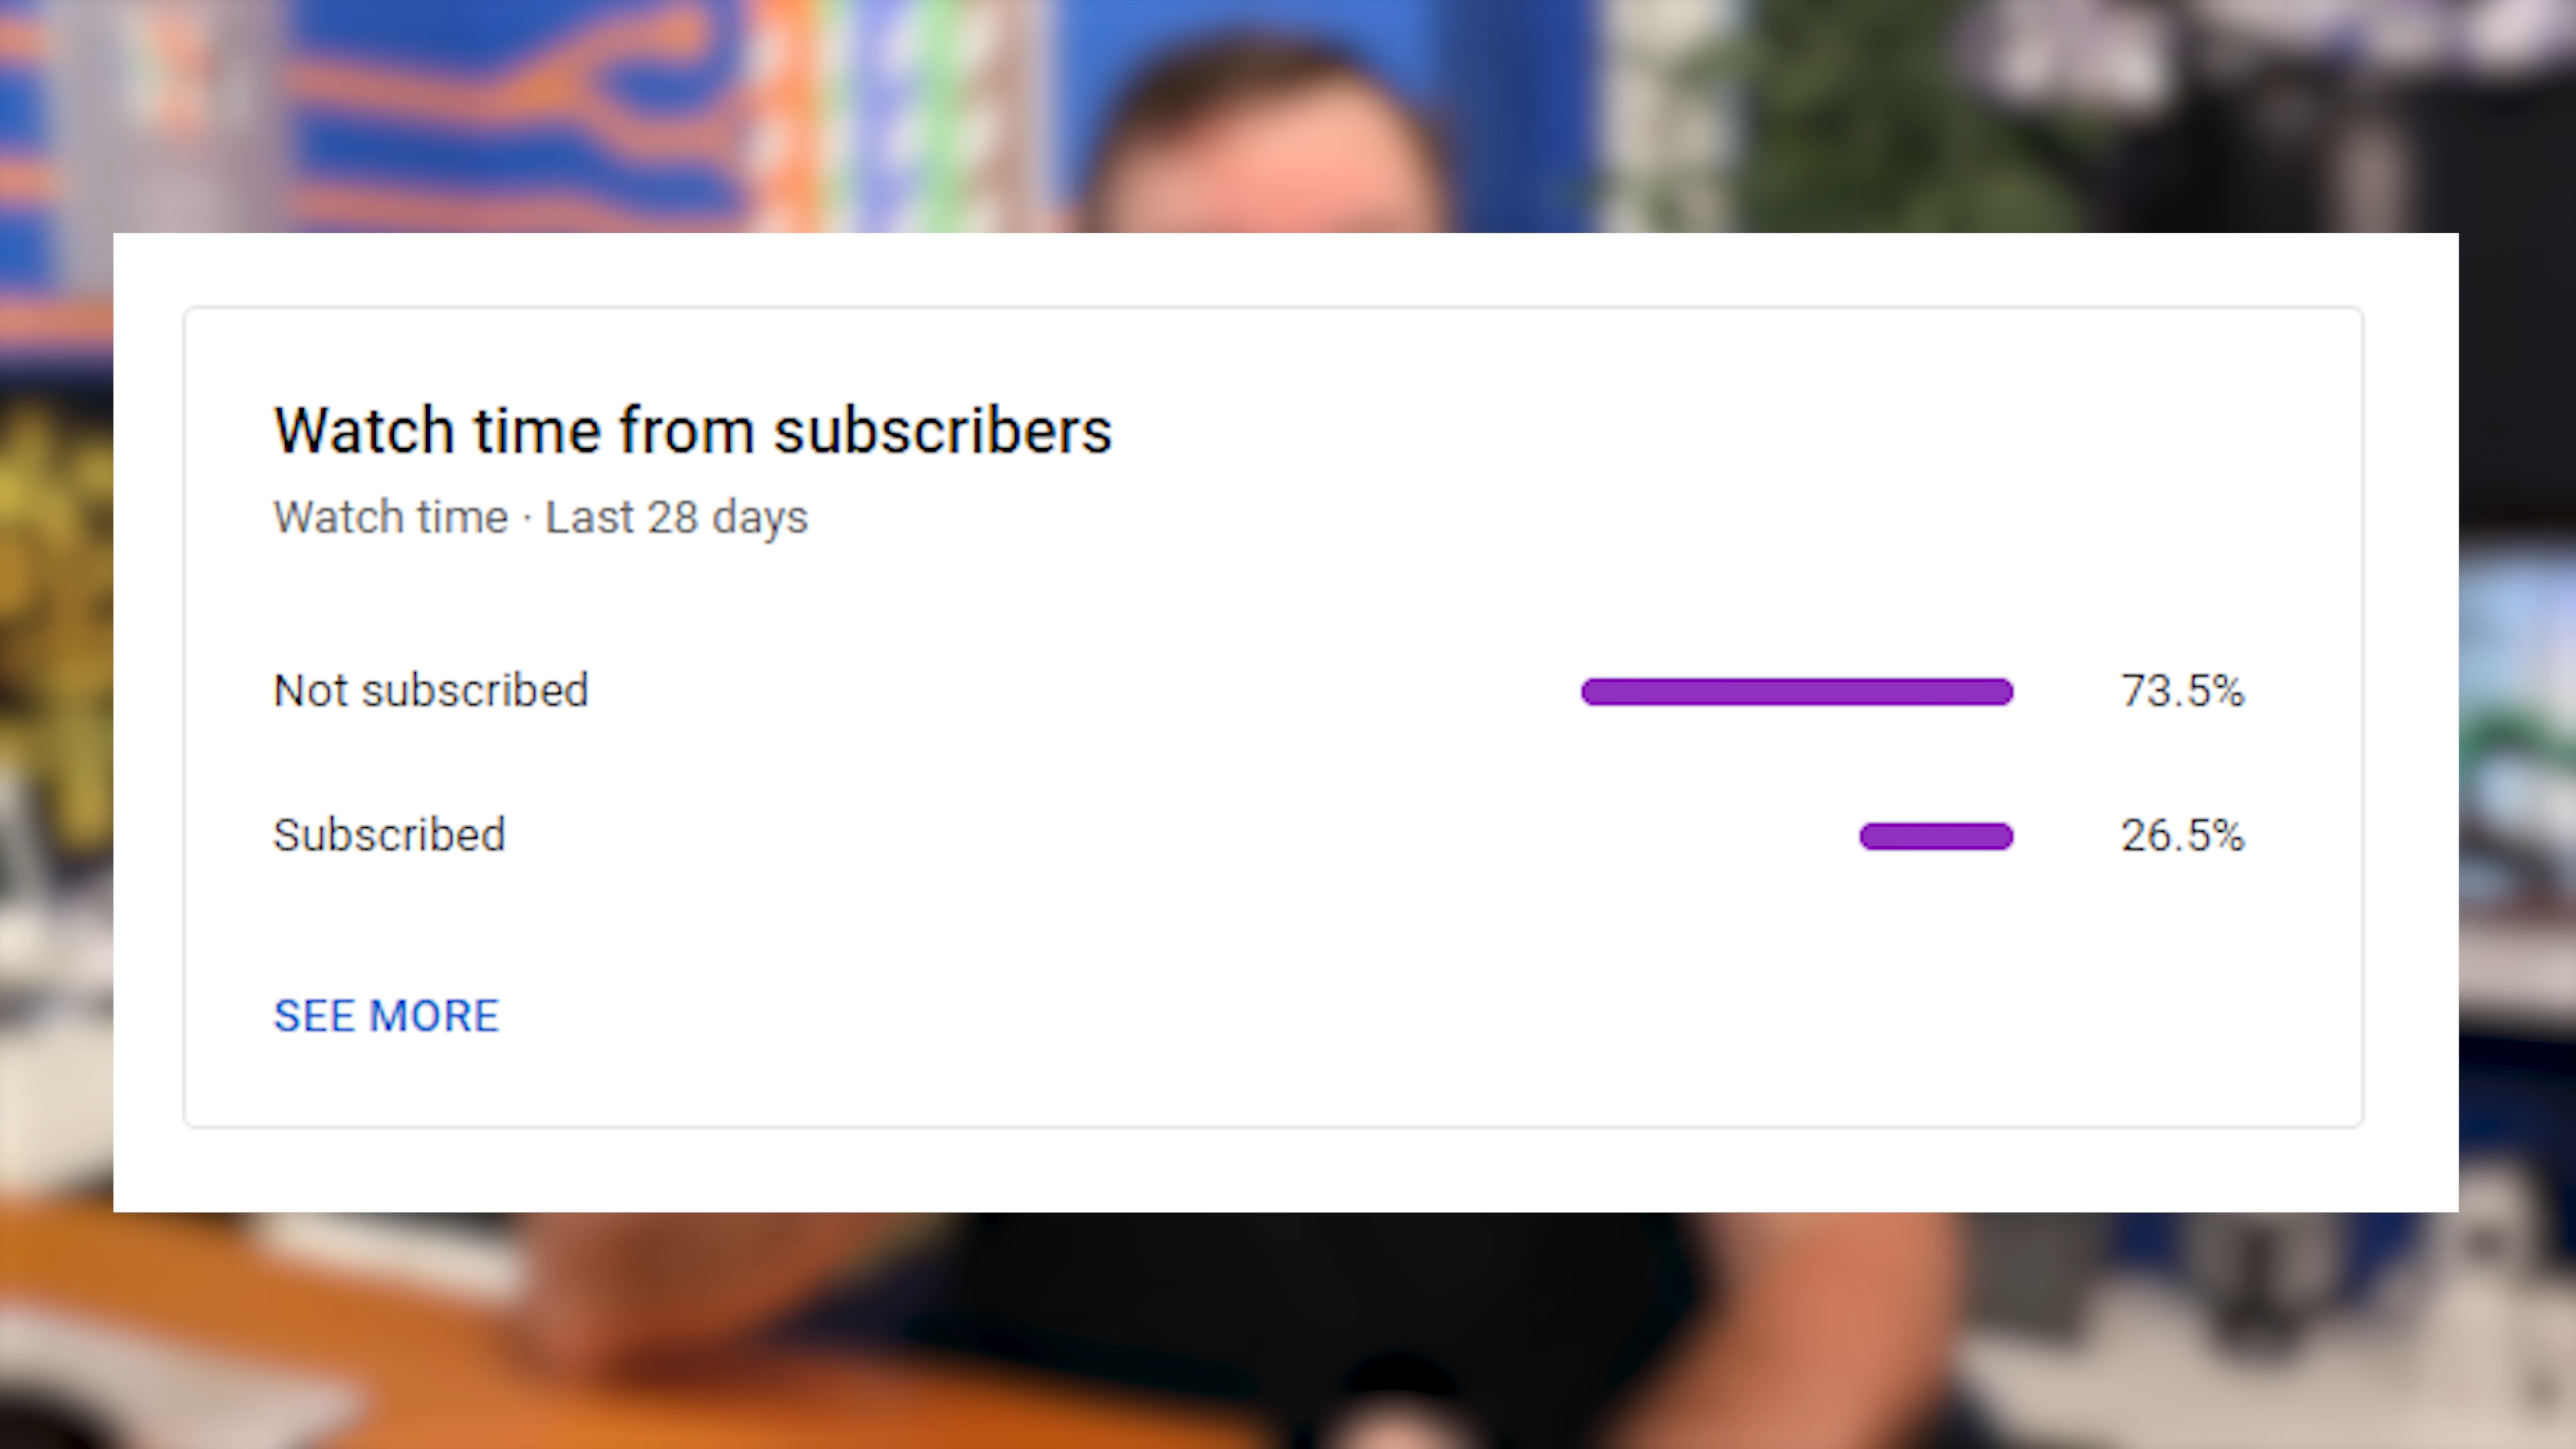 Watch time from subscribers
Watch time · Last 28 days
Not subscribed 73.5%
Subscribed 26.5%
SEE MORE